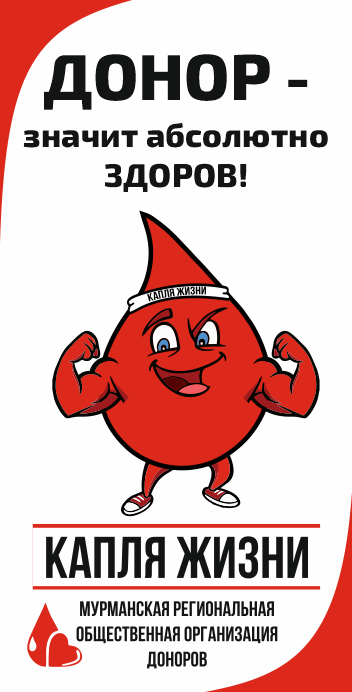 ДОНОР -
значит абсолютно
ЗДОРОВ!
КАПЛЯ ЖИЗНИ
КАПЛЯ ЖИЗНИ
МУРМАНСКАЯ РЕГИОНАЛЬНАЯ
ОБЩЕСТВЕННАЯ ОРГАНИЗАЦИЯ
ДОНОРОВ